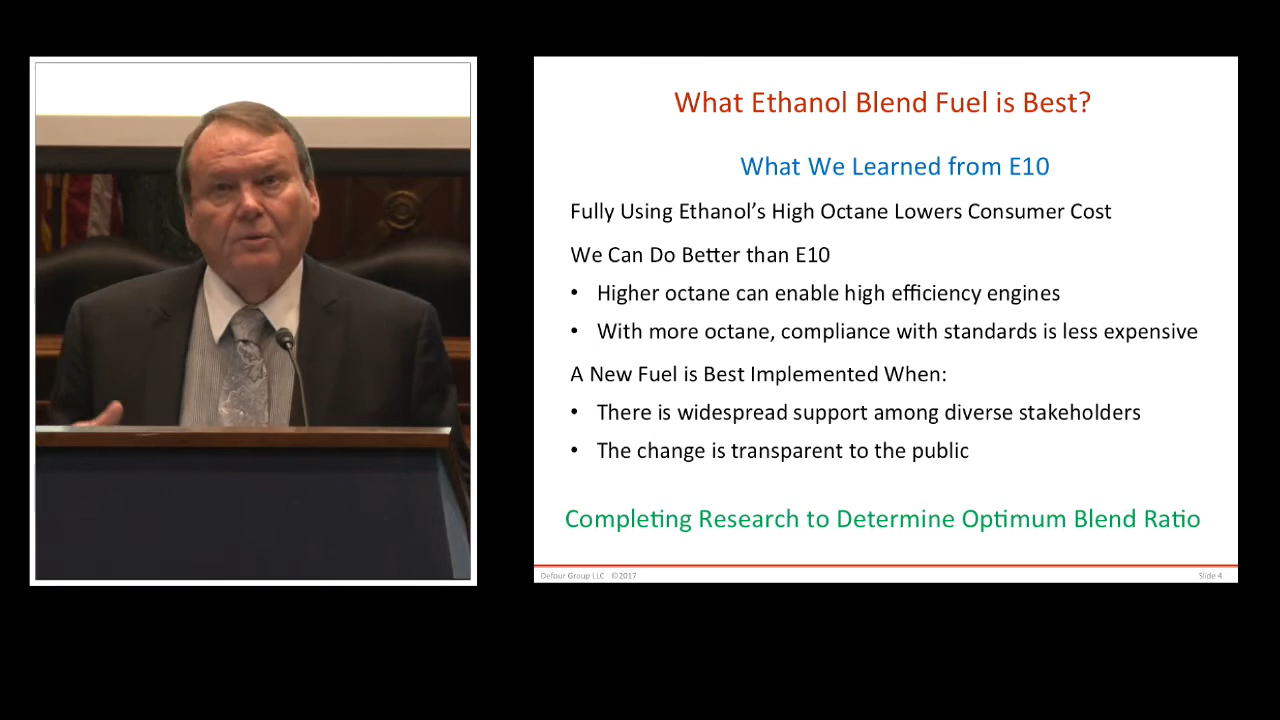 What Ethanol Blend Fuel is Best?
What We Learned from E10
Fully Using Ethanol’s High Octane Lowers Consumer Cost
We Can Do Better than E10
• Higher octane can enable high efficiency engines
• With more octane, compliance with standards is less expensive
A New Fuel is Best Implemented When:
• There is widespread support among diverse stakeholders
• The change is transparent to the public
Completing Research to Determine Optimum Blend Ratio
Defour Group LLC ©2017
Slide 4